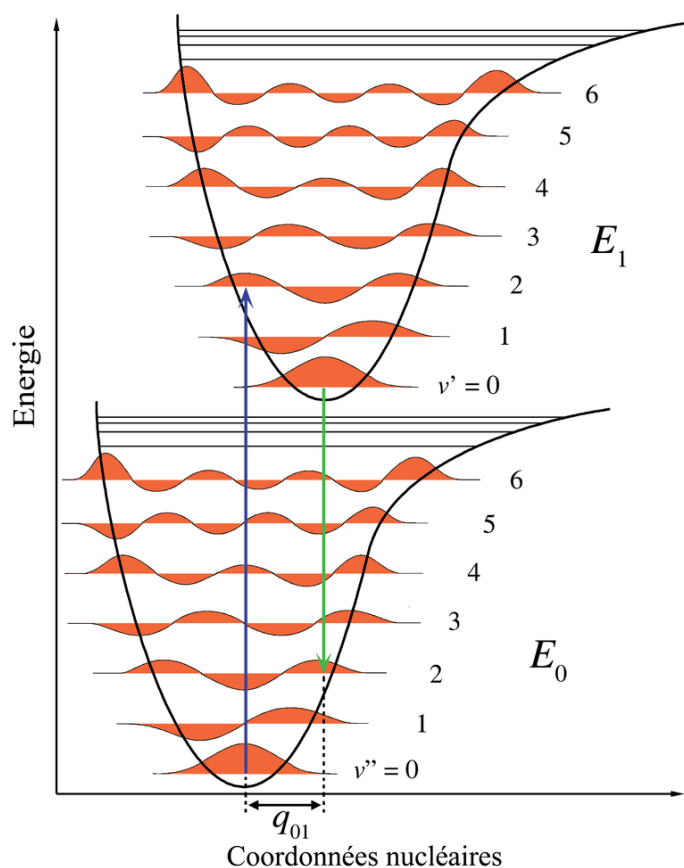 6
5
4
3
E₁
2
1
v' = 0
Energie
6
5
4
3
E₀
2
1
v'' = 0
q₀₁
Coordonnées nucléaires